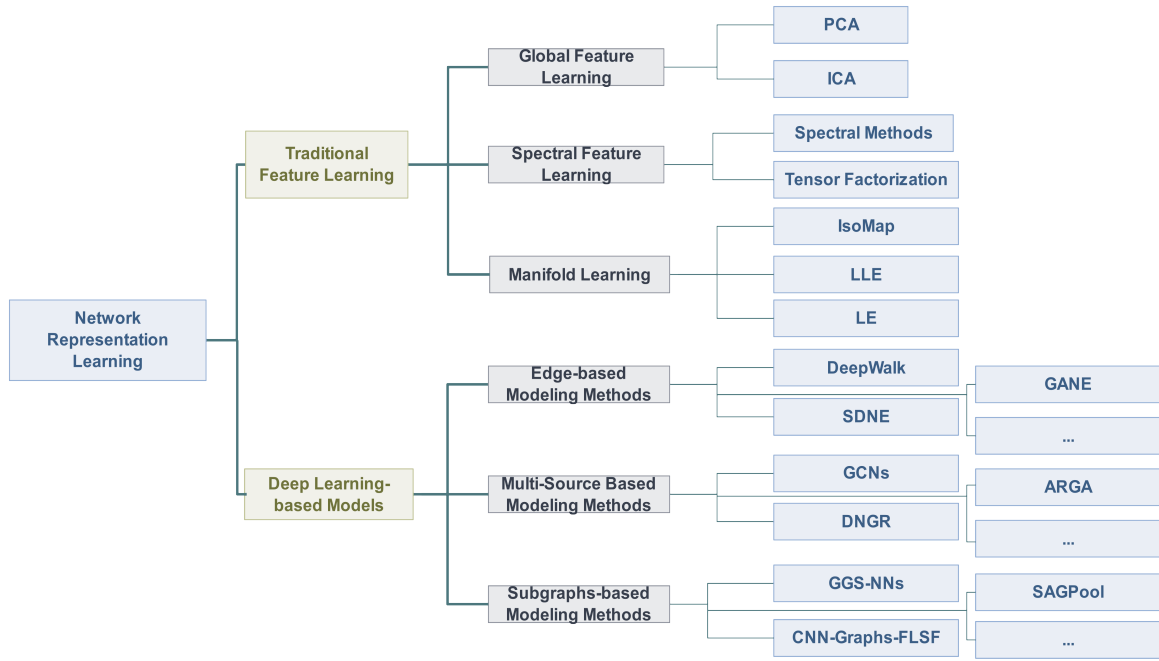 Network
Representation
Learning
Traditional
Feature Learning
Global Feature
Learning
PCA
ICA
Spectral Feature
Learning
Spectral Methods
Tensor Factorization
Manifold Learning
IsoMap
LLE
LE
Deep Learning-
based Models
Edge-based
Modeling Methods
DeepWalk
SDNE
GANE
...
Multi-Source Based
Modeling Methods
GCNs
DNGR
ARGA
...
Subgraphs-based
Modeling Methods
GGS-NNs
CNN-Graphs-FLSF
SAGPool
...